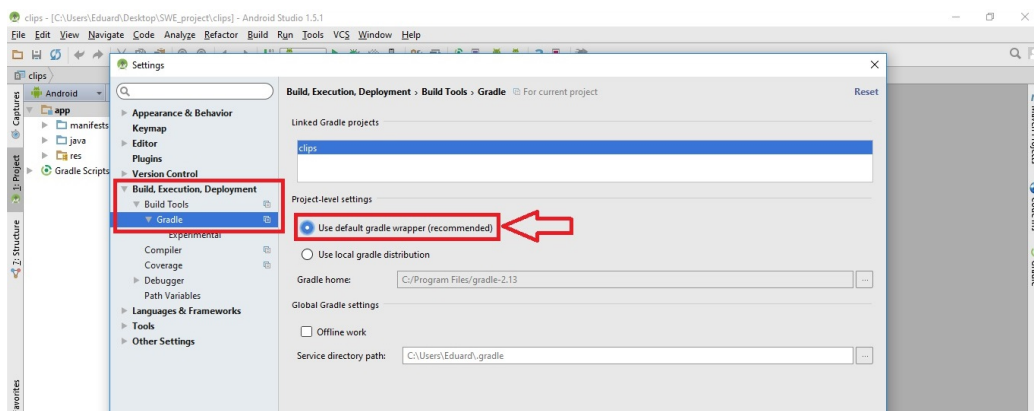 clips - [C:\Users\Eduard\Desktop\SWE_project\clips] - Android Studio 1.5.1
File Edit View Navigate Code Analyze Refactor Build Run Tools VCS Window Help
clips
Android
app
manifests
java
res
Gradle Scripts
Captures
1: Project
7: Structure
Settings
Appearance & Behavior
Keymap
Editor
Plugins
Version Control
Build, Execution, Deployment
Build Tools
Gradle
Experimental
Compiler
Coverage
Debugger
Path Variables
Languages & Frameworks
Tools
Other Settings
Build, Execution, Deployment › Build Tools › Gradle For current project Reset
Linked Gradle projects
clips
Project-level settings
Use default gradle wrapper (recommended)
Use local gradle distribution
Gradle home: C:/Program Files/gradle-2.13 ...
Global Gradle settings
Offline work
Service directory path: C:\Users\Eduard\.gradle ...